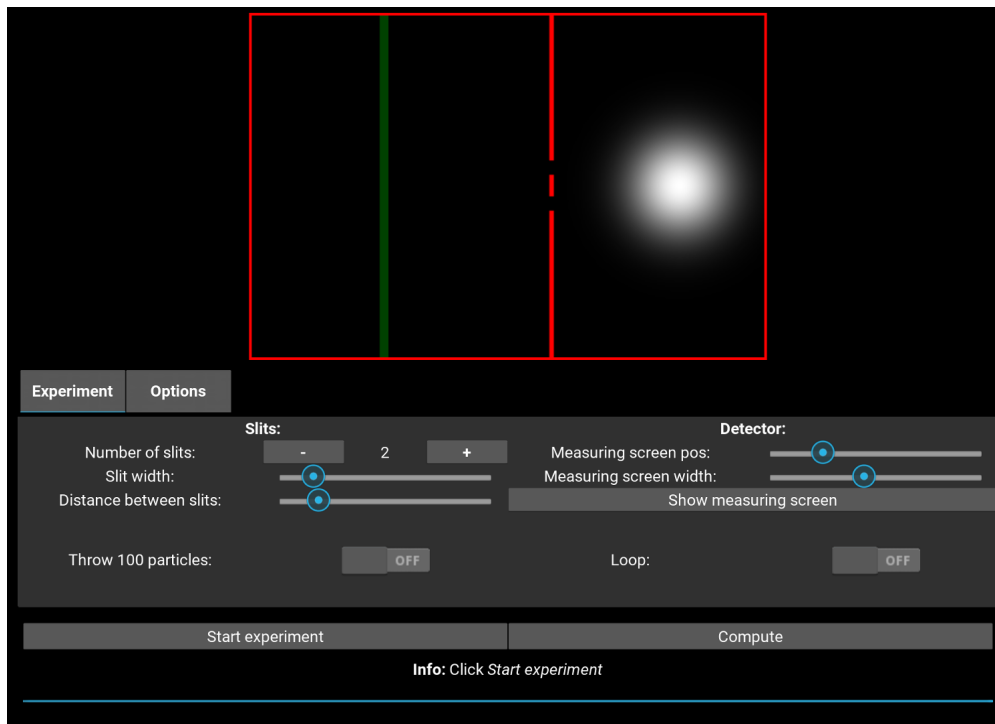 Experiment Options
Slits: Detector:
Number of slits: - 2 + Measuring screen pos:
Slit width: Measuring screen width:
Distance between slits: Show measuring screen
Throw 100 particles: OFF Loop: OFF
Start experiment Compute
Info: Click Start experiment